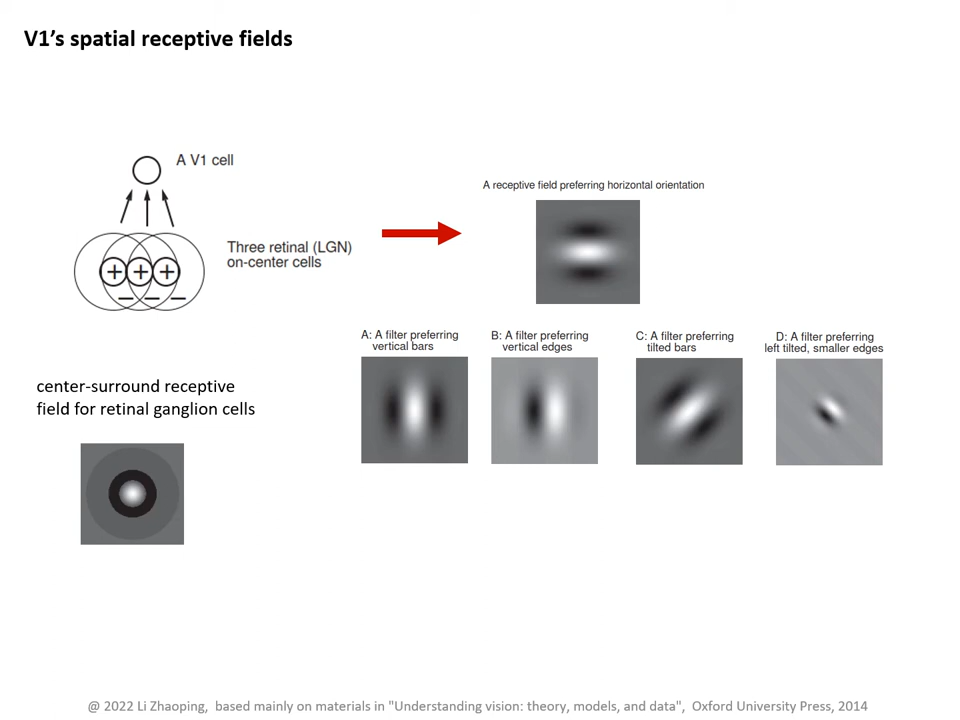 V1's spatial receptive fields
A V1 cell
Three retinal (LGN)
on-center cells
+ + +
– – –
A receptive field preferring horizontal orientation
A: A filter preferring
vertical bars
B: A filter preferring
vertical edges
C: A filter preferring
tilted bars
D: A filter preferring
left tilted, smaller edges
center-surround receptive
field for retinal ganglion cells
@ 2022 Li Zhaoping, based mainly on materials in "Understanding vision: theory, models, and data", Oxford University Press, 2014